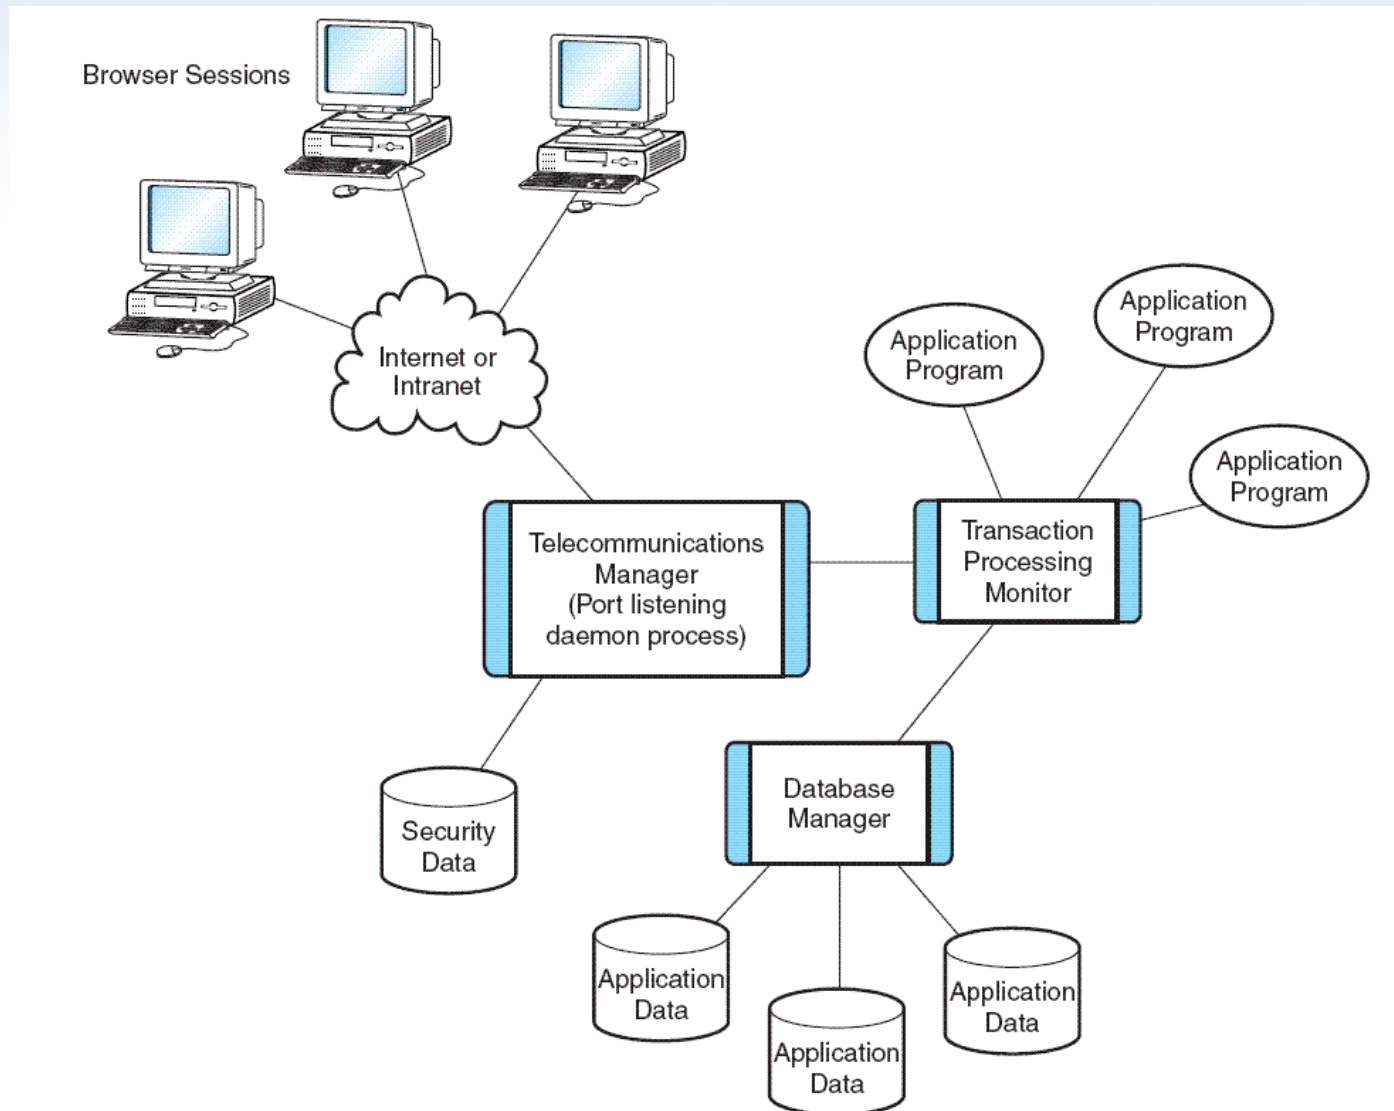 Browser Sessions
Internet or
Intranet
Application
Program
Application
Program
Application
Program
Telecommunications
Manager
(Port listening
daemon process)
Transaction
Processing
Monitor
Security
Data
Database
Manager
Application
Data
Application
Data
Application
Data